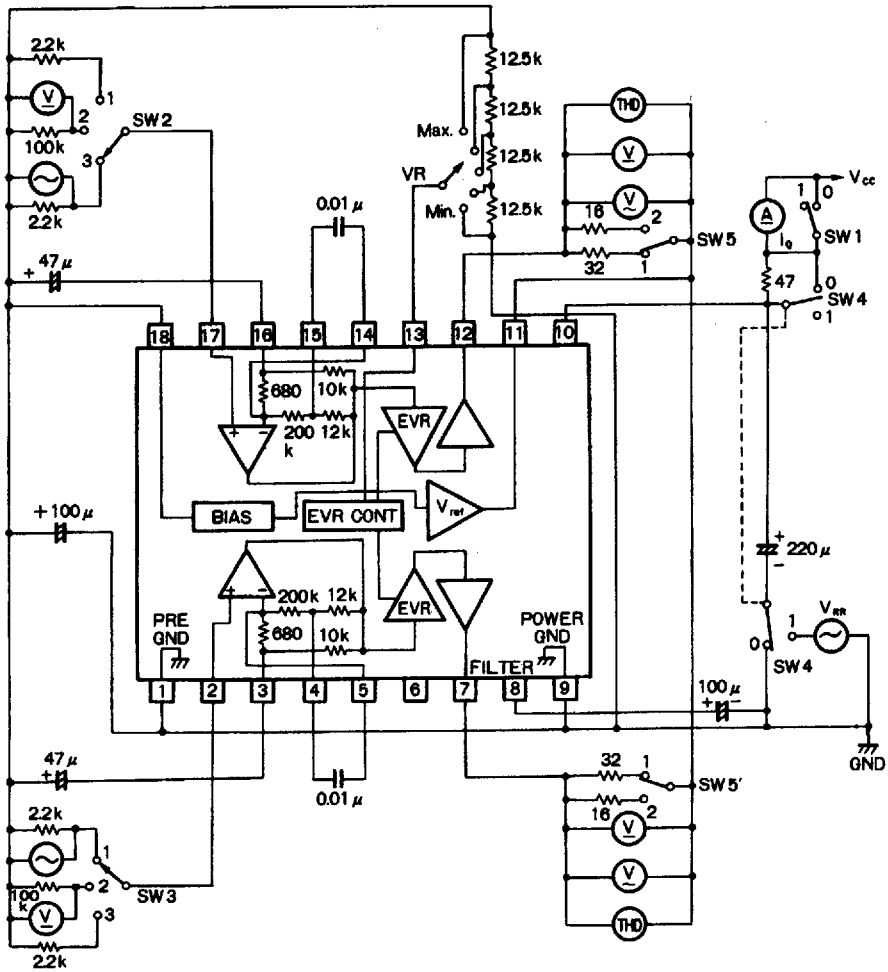 2.2k
V
1
2
SW2
100k
3
2.2k
47μ
+
0.01μ
12.5k
12.5k
12.5k
12.5k
Max.
VR
Min.
THD
V
V
16
2
SW5
32
1
Vcc
A
1
0
SW1
IQ
47
0
SW4
1
18
17
16
15
14
13
12
11
10
680
10k
200
k
12k
+
−
EVR
BIAS
EVR CONT
Vref
+100μ
200k
12k
680
10k
+
−
EVR
PRE
GND
POWER
GND
FILTER
1
2
3
4
5
6
7
8
9
+
220μ
−
VRR
1
0
SW4
100μ
+
−
GND
47μ
+
0.01μ
32
1
SW5'
16
2
V
V
THD
2.2k
1
2
SW3
100
k
V
3
2.2k